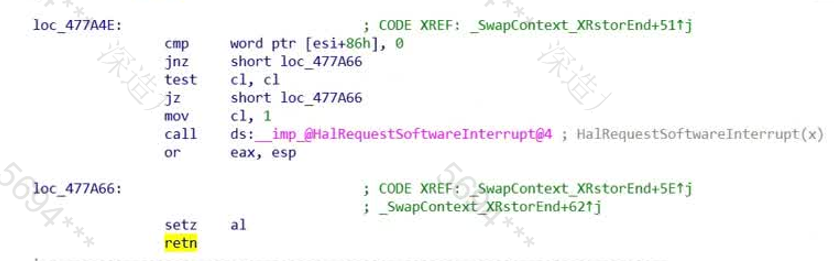 loc_477A4E: ; CODE XREF: _SwapContext_XRstorEnd+51↑j
cmp word ptr [esi+86h], 0
jnz short loc_477A66
test cl, cl
jz short loc_477A66
mov cl, 1
call ds:__imp_@HalRequestSoftwareInterrupt@4 ; HalRequestSoftwareInterrupt(x)
or eax, esp
loc_477A66: ; CODE XREF: _SwapContext_XRstorEnd+5E↑j
; _SwapContext_XRstorEnd+62↑j
setz al
retn
深造
深造
5694***
5694***